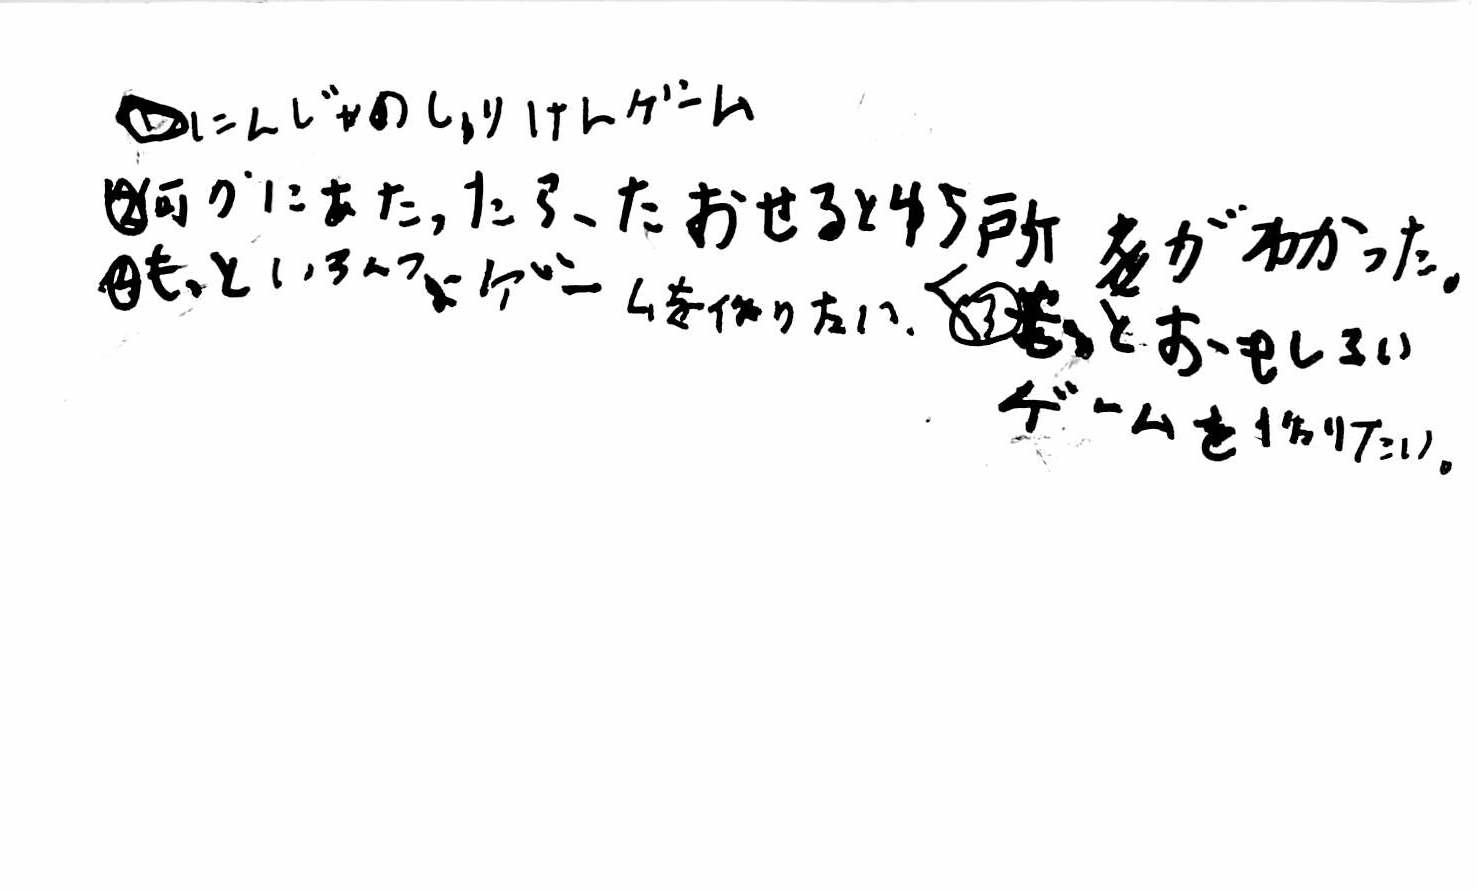 ①にんじゃのしゅりけんゲーム
②何かにあたったら、たおせるとゆう所がわかった。
④もっといろんなゲームを作りたい。
③もっとおもしろい
ゲームを作りたい。